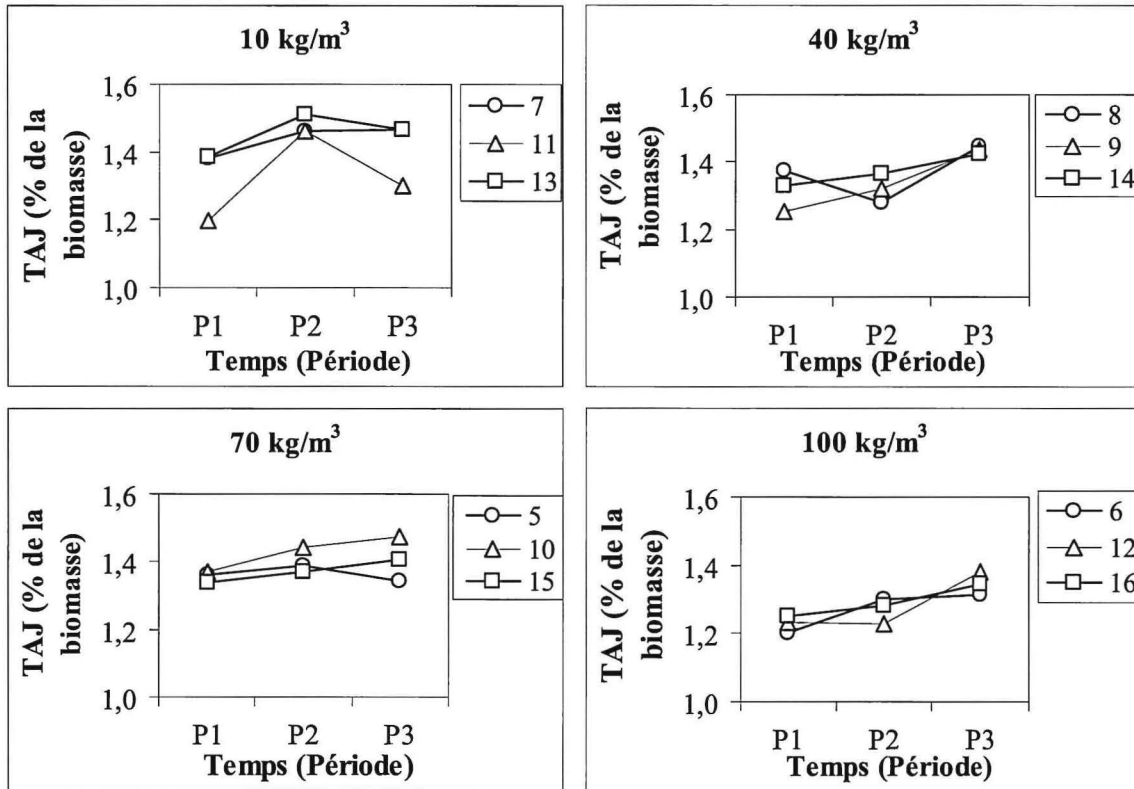 10 kg/m³
TAJ (% de la
biomasse)
1,6
1,4
1,2
1,0
P1 P2 P3
Temps (Période)
7
11
13
40 kg/m³
TAJ (% de la
biomasse)
1,6
1,4
1,2
1,0
P1 P2 P3
Temps (Période)
8
9
14
70 kg/m³
TAJ (% de la
biomasse)
1,6
1,4
1,2
1,0
P1 P2 P3
Temps (Période)
5
10
15
100 kg/m³
TAJ (% de la
biomasse)
1,6
1,4
1,2
1,0
P1 P2 P3
Temps (Période)
6
12
16